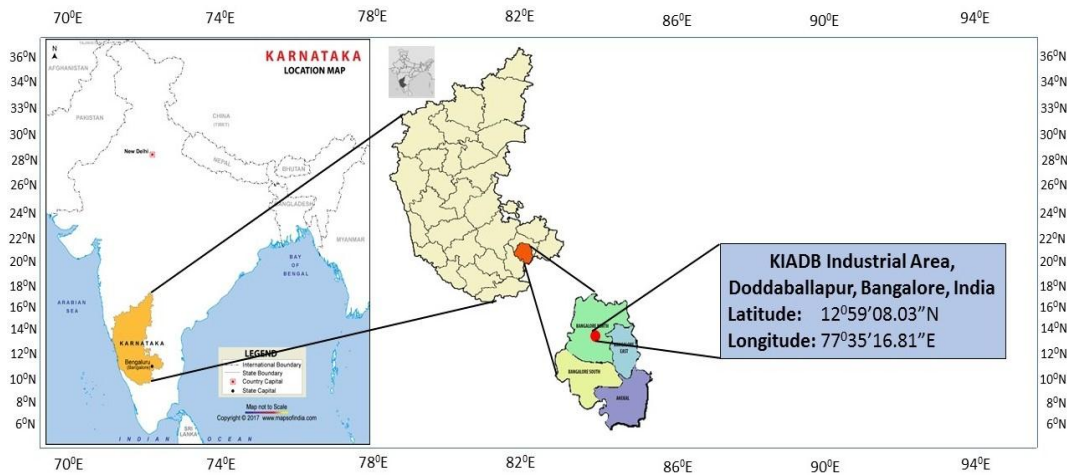 70⁰E 74⁰E 78⁰E 82⁰E 86⁰E 90⁰E 94⁰E
36⁰N
34⁰N
33⁰N
30⁰N
28⁰N
26⁰N
24⁰N
22⁰N
20⁰N
18⁰N
16⁰N
14⁰N
12⁰N
10⁰N
8⁰N
6⁰N
N
KARNATAKA
LOCATION MAP
AFGHANISTAN
PAKISTAN
CHINA
(TIBET)
New Delhi
NEPAL
BHUTAN
BANGLADESH
MYANMAR
BAY
OF
BENGAL
ARABIAN
SEA
KARNATAKA
Bengaluru
(Bangalore)
LEGEND
International Boundary
State Boundary
Country Capital
State Capital
Map not to Scale
Copyright © 2017 www.mapsofindia.com
SRI
LANKA
INDIAN OCEAN
BANGALORE NORTH
EAST
BANGALORE SOUTH
ANEKAL
KIADB Industrial Area,
Doddaballapur, Bangalore, India
Latitude: 12⁰59’08.03”N
Longitude: 77⁰35’16.81”E
36⁰N
34⁰N
33⁰N
30⁰N
28⁰N
26⁰N
24⁰N
22⁰N
20⁰N
18⁰N
16⁰N
14⁰N
12⁰N
10⁰N
8⁰N
6⁰N
70⁰E 74⁰E 78⁰E 82⁰E 86⁰E 90⁰E 94⁰E